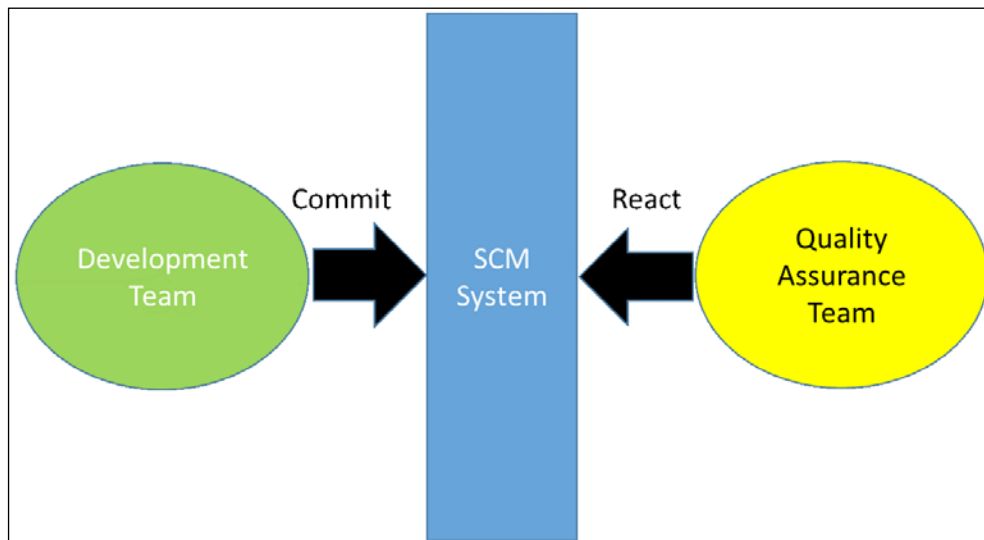 Commit
React
Development
Team
SCM
System
Quality
Assurance
Team